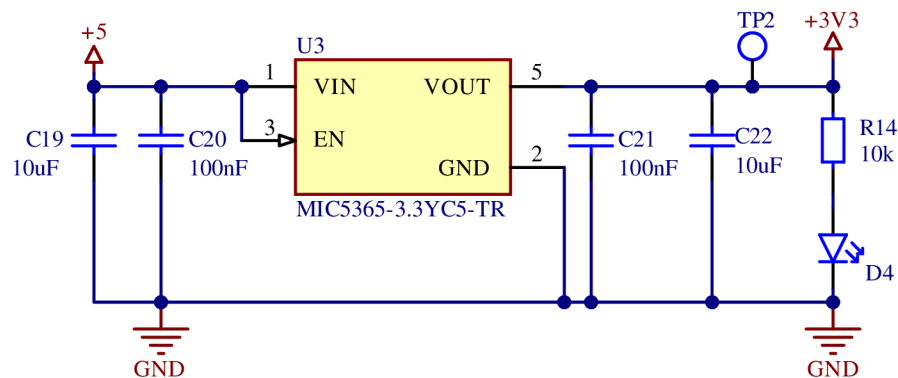 TP2
+5
+3V3
U3
1
VIN
VOUT
5
3
EN
C19
10uF
C20
100nF
C21
100nF
C22
10uF
R14
10k
GND
2
MIC5365-3.3YC5-TR
D4
GND
GND